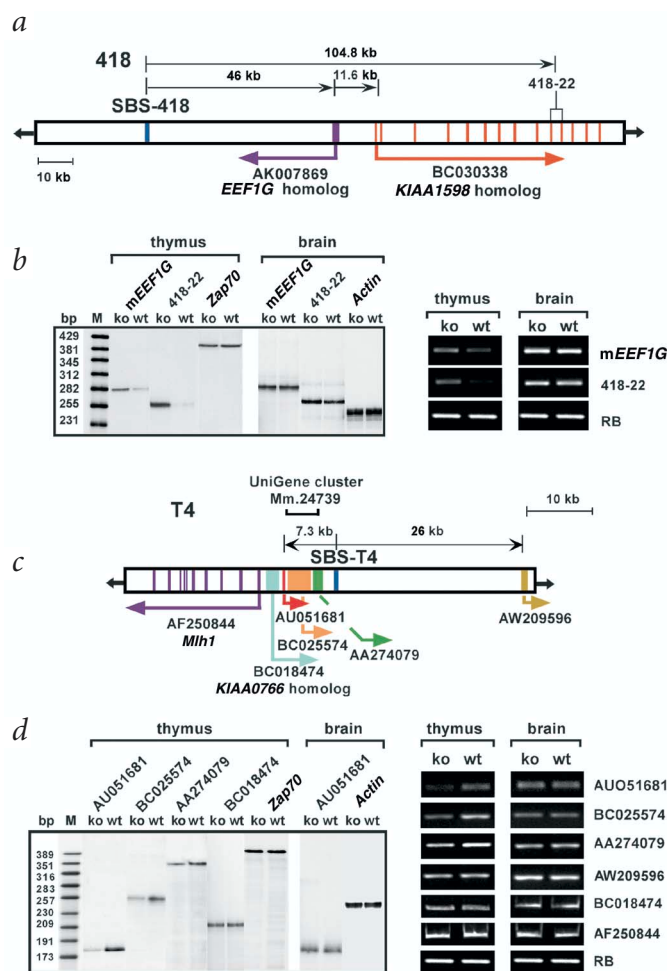 a
418
104.8 kb
46 kb
11.6 kb
418-22
SBS-418
10 kb
AK007869
EEF1G homolog
BC030338
KIAA1598 homolog
b
thymus
brain
mEEF1G 418-22 Zap70
mEEF1G 418-22 Actin
bp M ko wt ko wt ko wt ko wt ko wt ko wt
429
381
345
312
282
255
231
thymus brain
ko wt ko wt
mEEF1G
418-22
RB
c
UniGene cluster
Mm.24739
T4
10 kb
7.3 kb
26 kb
SBS-T4
AF250844
Mlh1
AU051681
BC025574
AA274079
BC018474
KIAA0766 homolog
AW209596
d
thymus
brain
AU051681 BC025574 AA274079 BC018474 Zap70
AU051681 Actin
bp M ko wt ko wt ko wt ko wt ko wt ko wt ko wt
389
351
316
283
257
230
209
191
173
thymus brain
ko wt ko wt
AUO51681
BC025574
AA274079
AW209596
BC018474
AF250844
RB